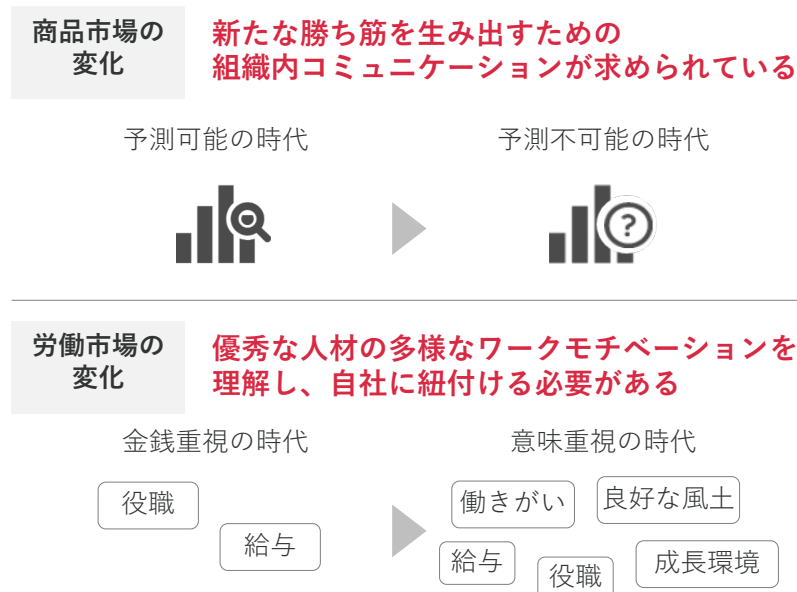 商品市場の
変化
新たな勝ち筋を生み出すための
組織内コミュニケーションが求められている
予測可能の時代
予測不可能の時代
?
労働市場の
変化
優秀な人材の多様なワークモチベーションを
理解し、自社に紐付ける必要がある
金銭重視の時代
意味重視の時代
役職
給与
働きがい
良好な風土
給与
役職
成長環境